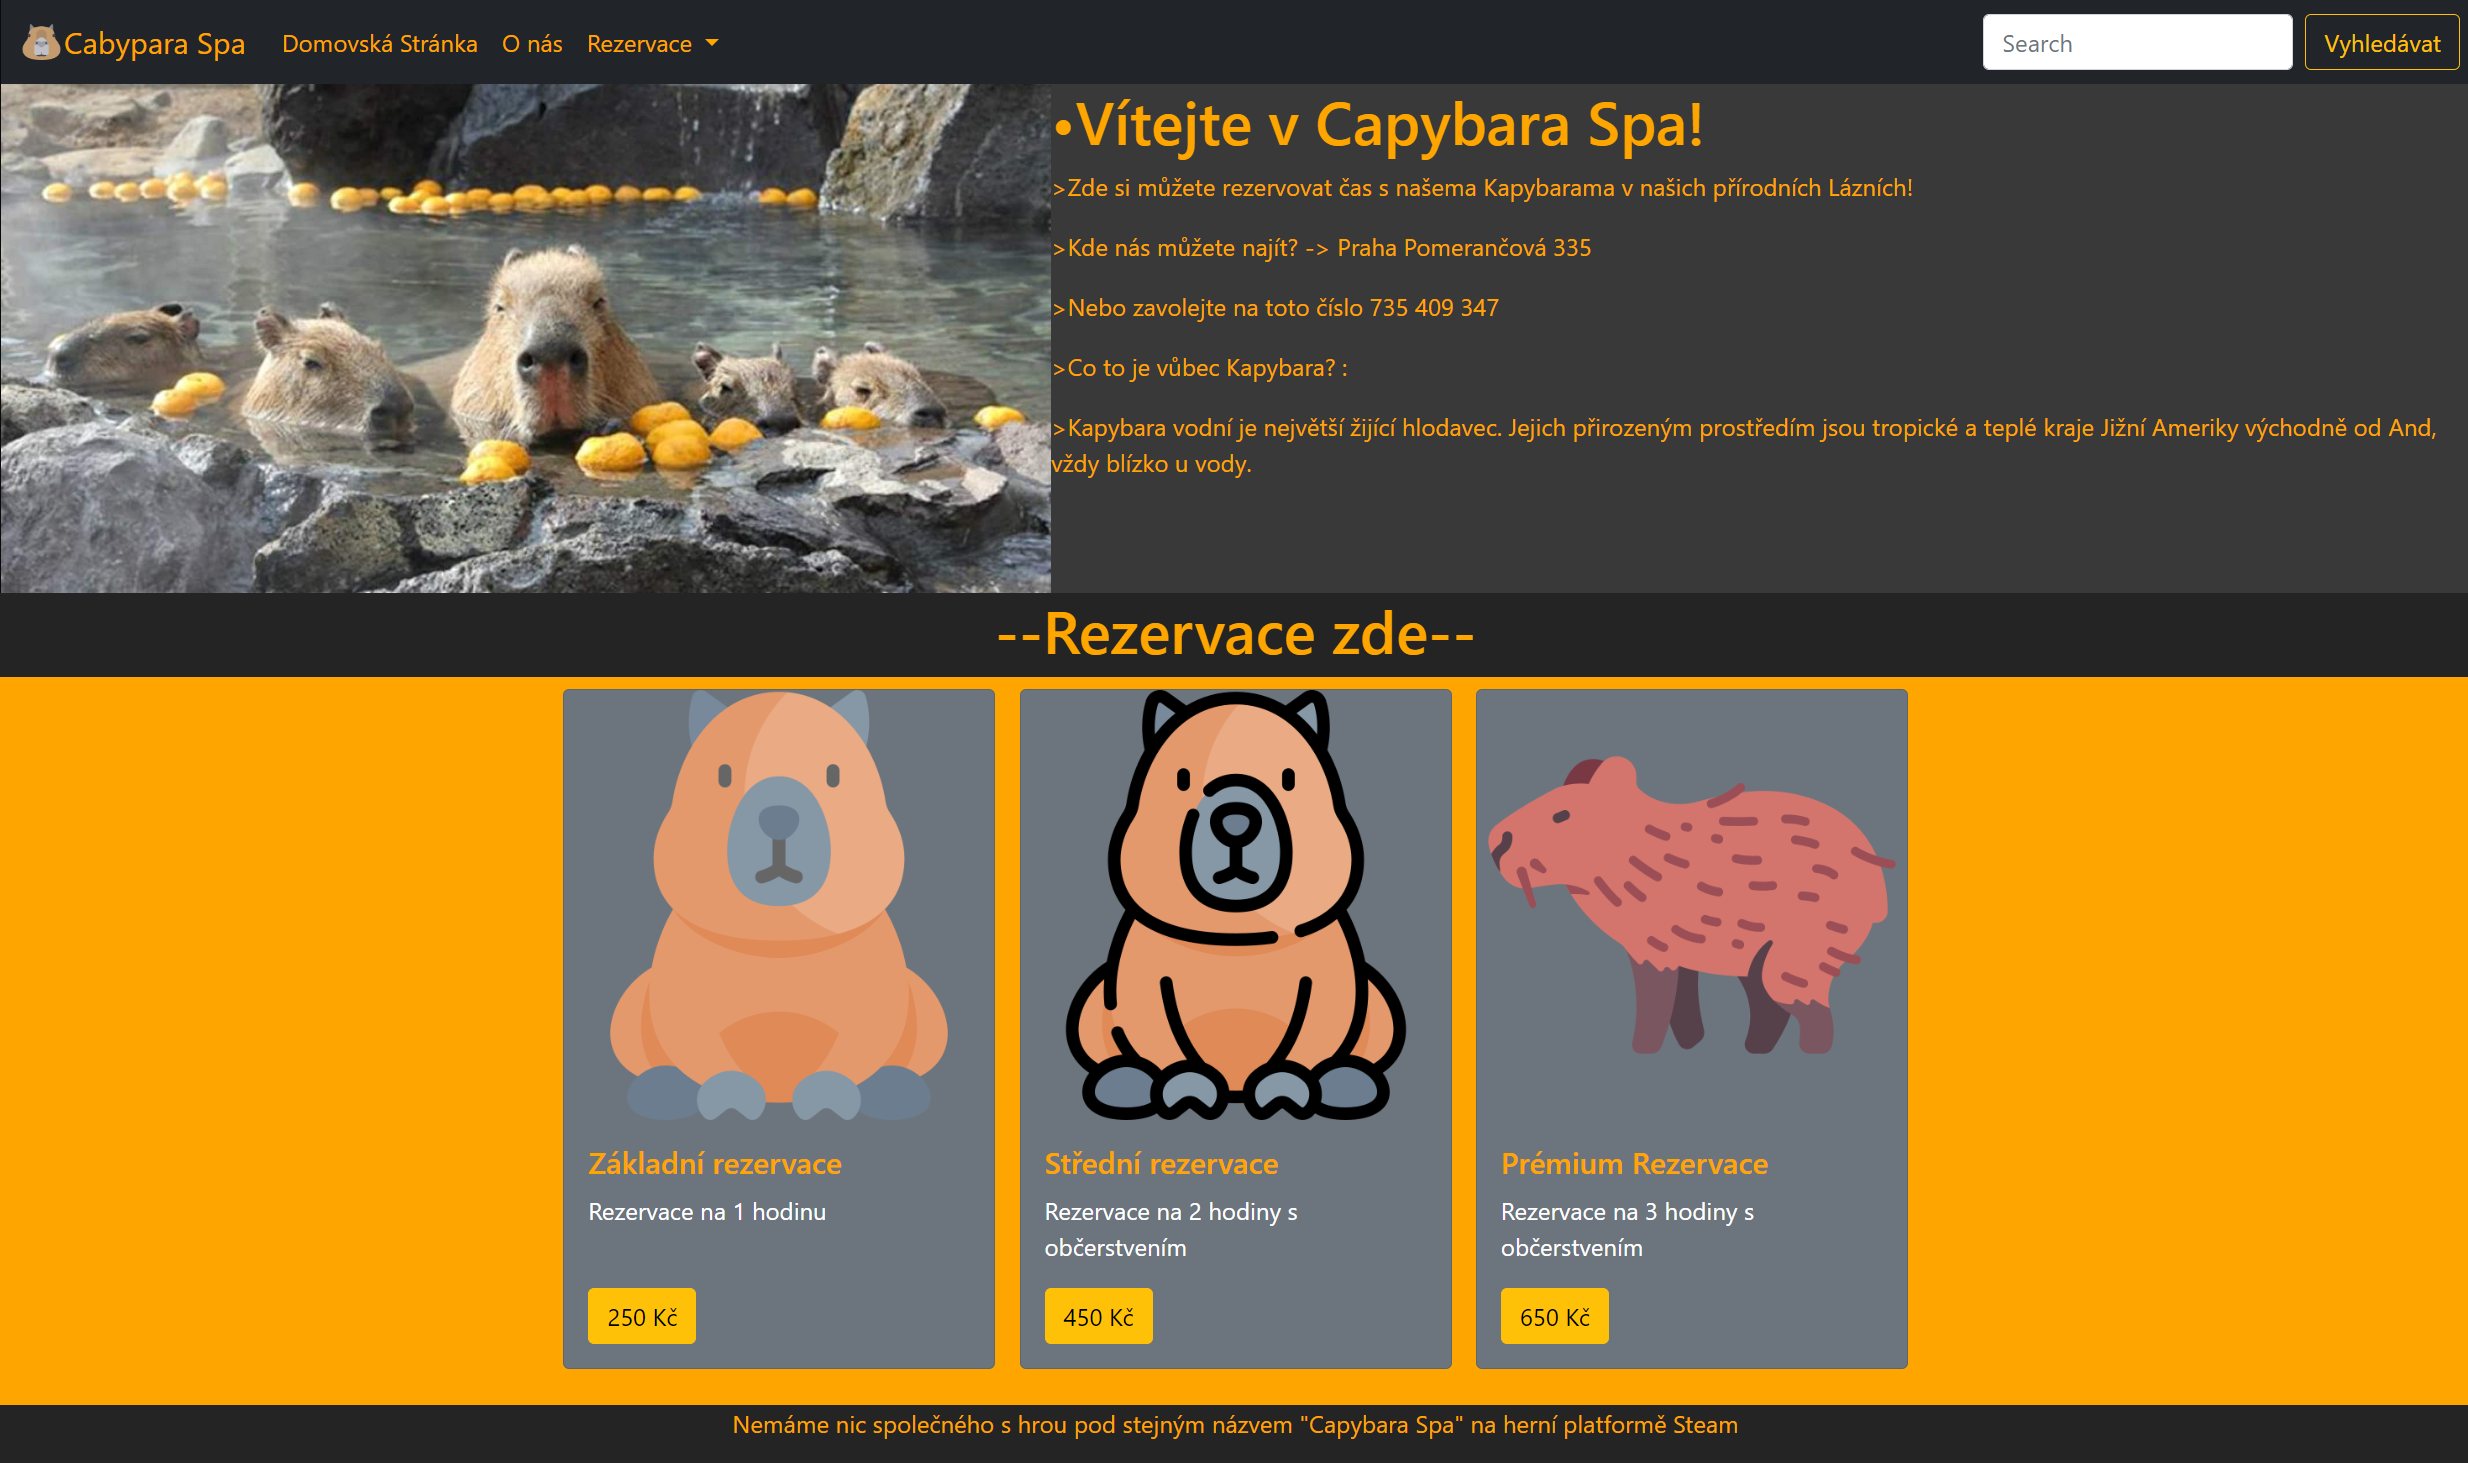 Cabypara Spa
Domovská Stránka
O nás
Rezervace
Search
Vyhledávat
•Vítejte v Capybara Spa!
>Zde si můžete rezervovat čas s našema Kapybarama v našich přírodních Lázních!
>Kde nás můžete najít? -> Praha Pomerančová 335
>Nebo zavolejte na toto číslo 735 409 347
>Co to je vůbec Kapybara? :
>Kapybara vodní je největší žijící hlodavec. Jejich přirozeným prostředím jsou tropické a teplé kraje Jižní Ameriky východně od And,
vždy blízko u vody.
--Rezervace zde--
Základní rezervace
Rezervace na 1 hodinu
250 Kč
Střední rezervace
Rezervace na 2 hodiny s
občerstvením
450 Kč
Prémium Rezervace
Rezervace na 3 hodiny s
občerstvením
650 Kč
Nemáme nic společného s hrou pod stejným názvem "Capybara Spa" na herní platformě Steam